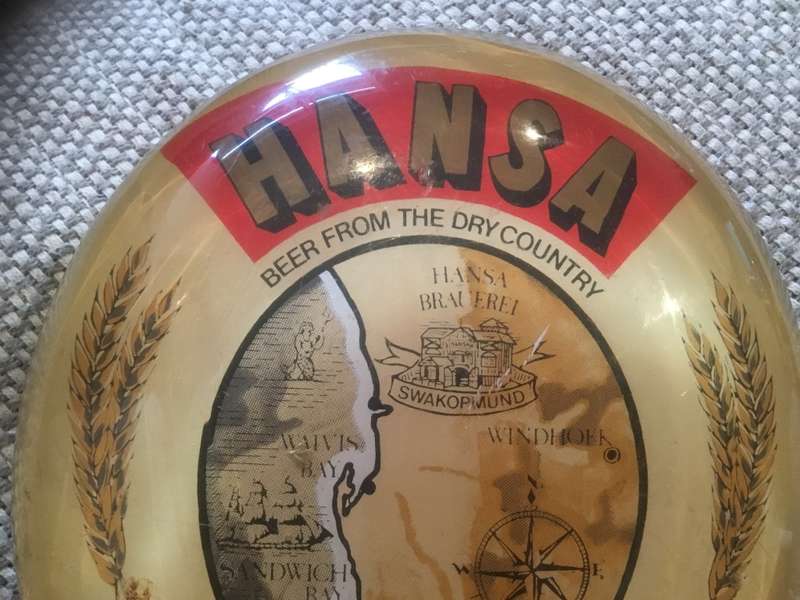 HANSA
BEER FROM THE DRY COUNTRY
HANSA
BRAUEREI
SWAKOPMUND
WALVIS
BAY
WINDHOEK
SANDWICH
BAY
N
W
E